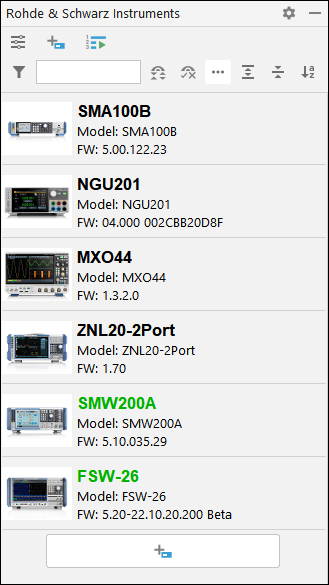 Rohde & Schwarz Instruments
SMA100B
Model: SMA100B
FW: 5.00.122.23
NGU201
Model: NGU201
FW: 04.000 002CBB20D8F
MXO44
Model: MXO44
FW: 1.3.2.0
ZNL20-2Port
Model: ZNL20-2Port
FW: 1.70
SMW200A
Model: SMW200A
FW: 5.10.035.29
FSW-26
Model: FSW-26
FW: 5.20-22.10.20.200 Beta